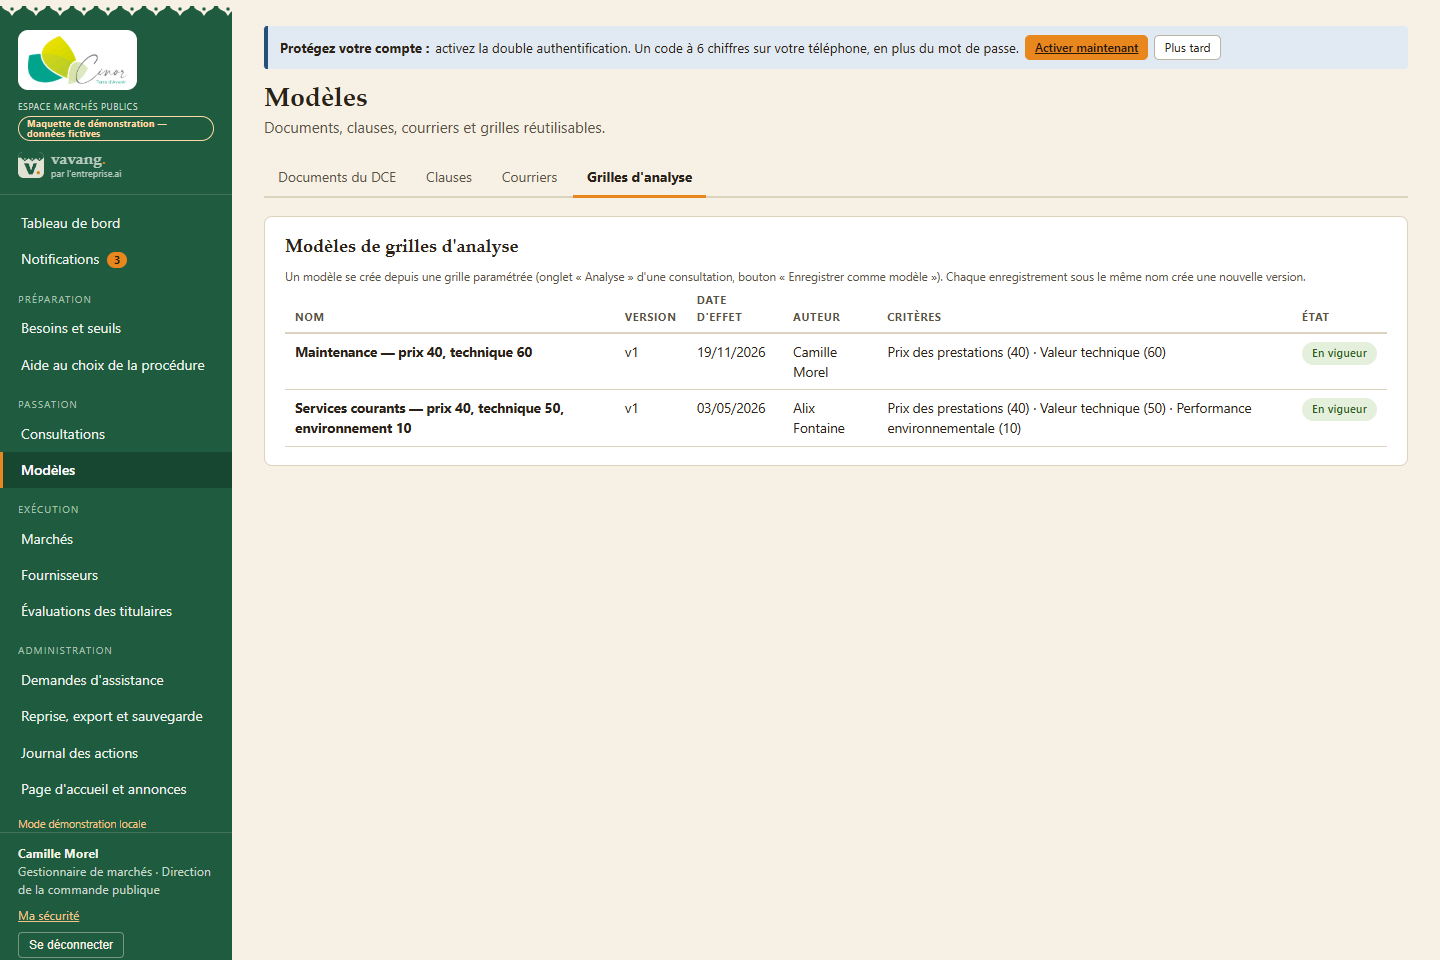 Cinor
Terre d'Avenir
ESPACE MARCHÉS PUBLICS
Maquette de démonstration —
données fictives
vavang.
par l'entreprise.ai
Tableau de bord
Notifications 3
PRÉPARATION
Besoins et seuils
Aide au choix de la procédure
PASSATION
Consultations
Modèles
EXÉCUTION
Marchés
Fournisseurs
Évaluations des titulaires
ADMINISTRATION
Demandes d'assistance
Reprise, export et sauvegarde
Journal des actions
Page d'accueil et annonces
Mode démonstration locale
Camille Morel
Gestionnaire de marchés · Direction
de la commande publique
Ma sécurité
Se déconnecter
Protégez votre compte : activez la double authentification. Un code à 6 chiffres sur votre téléphone, en plus du mot de passe. Activer maintenant Plus tard
Modèles
Documents, clauses, courriers et grilles réutilisables.
Documents du DCE Clauses Courriers Grilles d'analyse
Modèles de grilles d'analyse
Un modèle se crée depuis une grille paramétrée (onglet « Analyse » d'une consultation, bouton « Enregistrer comme modèle »). Chaque enregistrement sous le même nom crée une nouvelle version.
NOM VERSION DATE D'EFFET AUTEUR CRITÈRES ÉTAT
Maintenance — prix 40, technique 60 v1 19/11/2026 Camille Morel Prix des prestations (40) · Valeur technique (60) En vigueur
Services courants — prix 40, technique 50, environnement 10 v1 03/05/2026 Alix Fontaine Prix des prestations (40) · Valeur technique (50) · Performance environnementale (10) En vigueur